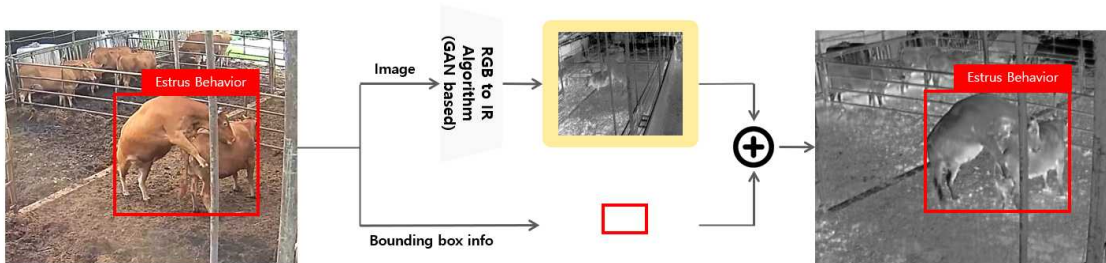 Estrus Behavior
Image
RGB to IR
Algorithm
(GAN based)
Bounding box info
Estrus Behavior